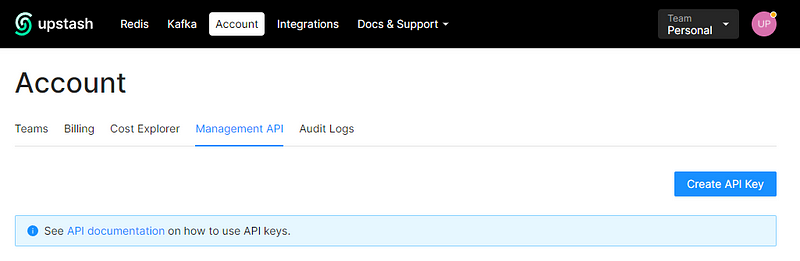 upstash Redis Kafka Account Integrations Docs & Support Team Personal UP
Account
Teams Billing Cost Explorer Management API Audit Logs
Create API Key
See API documentation on how to use API keys.